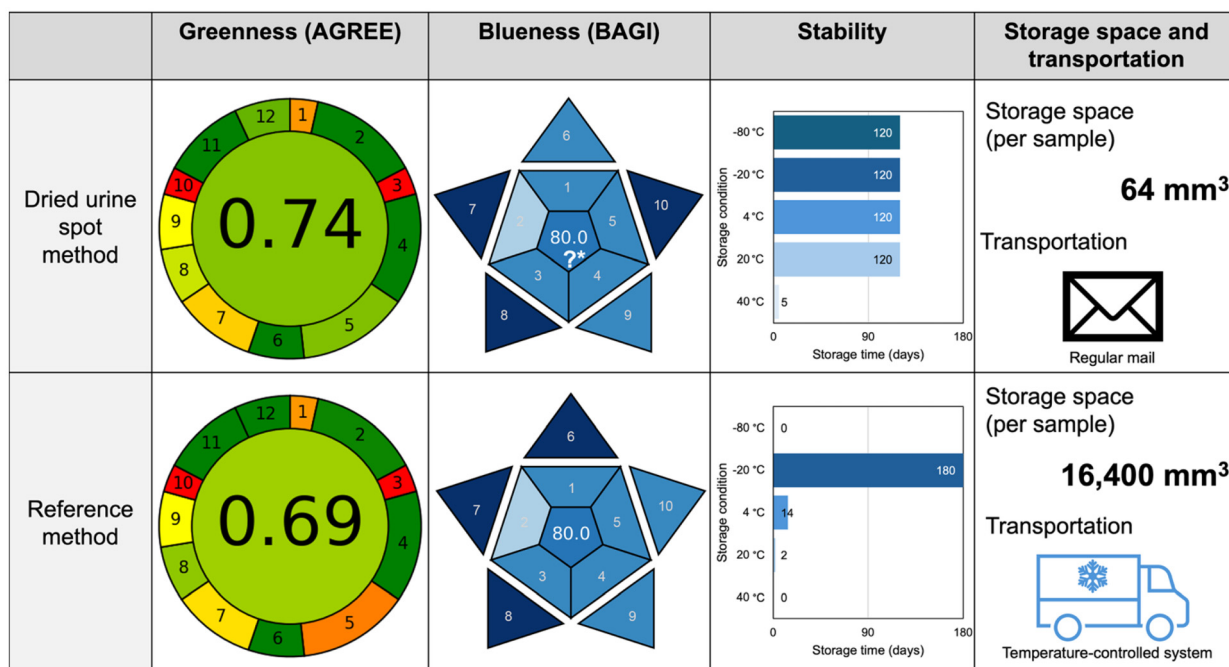 Greenness (AGREE)
Blueness (BAGI)
Stability
Storage space and
transportation
Dried urine
spot
method
1
2
3
4
5
6
7
8
9
10
11
12
0.74
1
2
3
4
5
6
7
8
9
10
80.0
?*
Storage condition
-80 °C
120
-20 °C
120
4 °C
120
20 °C
120
40 °C
5
0
90
180
Storage time (days)
Storage space
(per sample)
64 mm³
Transportation
Regular mail
Reference
method
1
2
3
4
5
6
7
8
9
10
11
12
0.69
1
2
3
4
5
6
7
8
9
10
80.0
Storage condition
-80 °C
0
-20 °C
180
4 °C
14
20 °C
2
40 °C
0
0
90
180
Storage time (days)
Storage space
(per sample)
16,400 mm³
Transportation
Temperature-controlled system